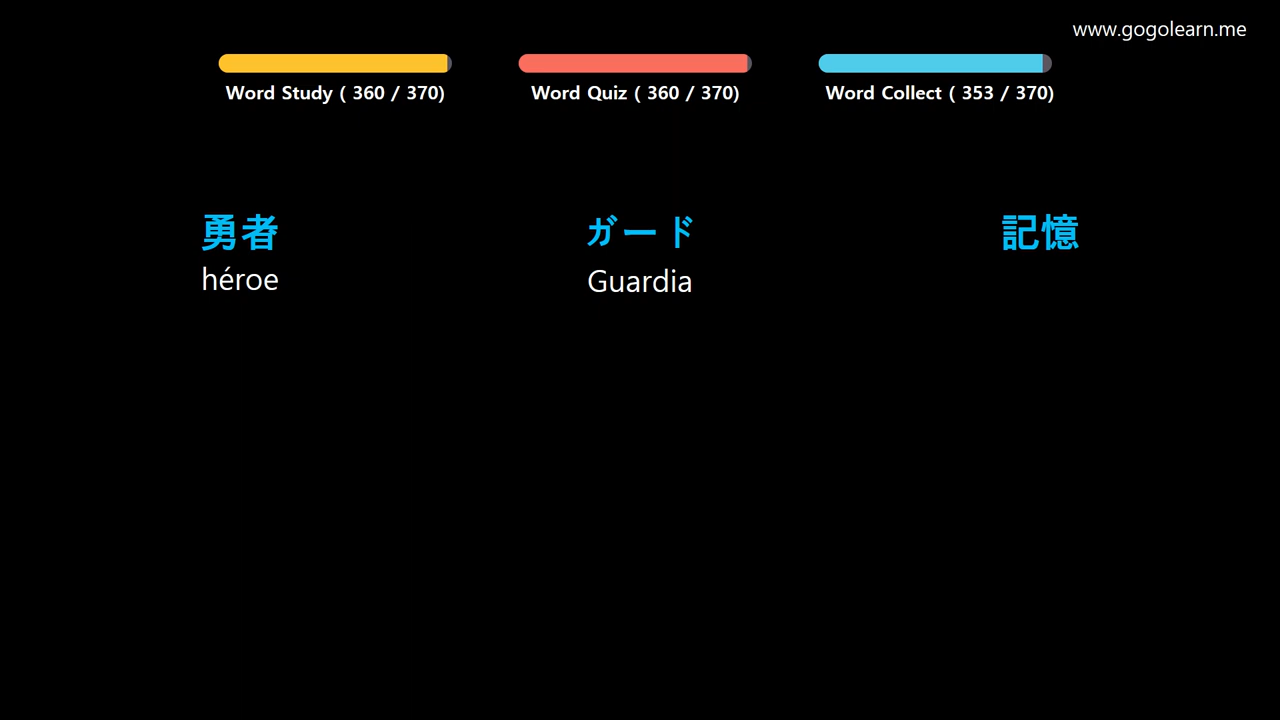 www.gogolearn.me
Word Study ( 360 / 370)
Word Quiz ( 360 / 370)
Word Collect ( 353 / 370)
勇者
héroe
ガード
Guardia
記憶